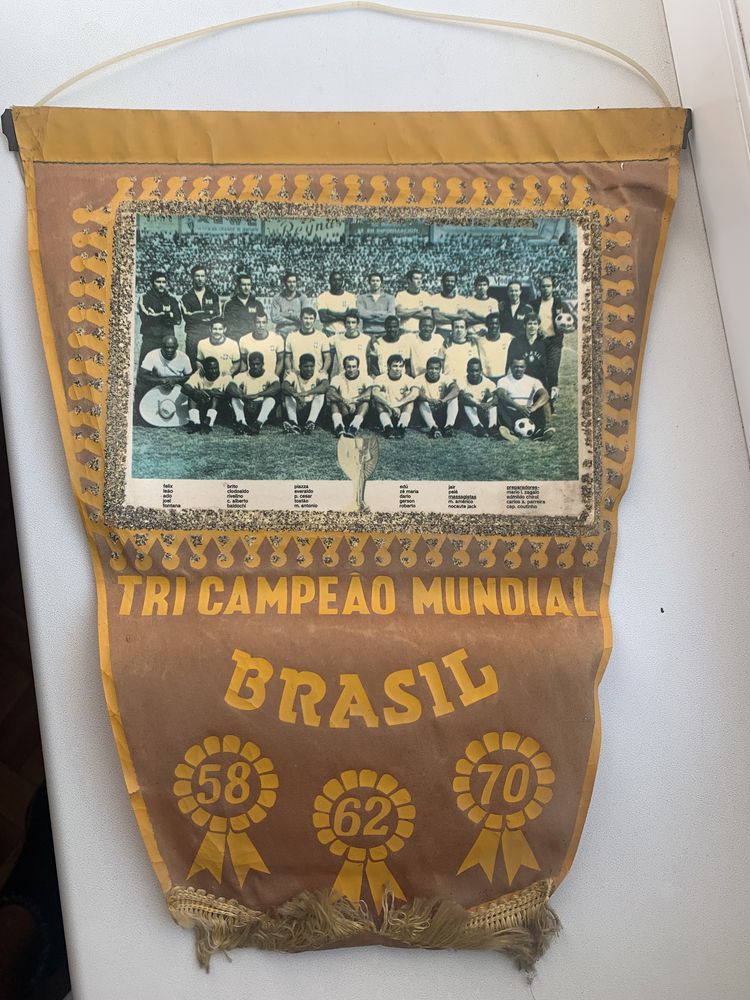 felix
leão
ado
joel
fontana
brito
clodoaldo
rivelino
c. alberto
baldochi
piazza
everaldo
p. cesar
tostão
m. antonio
edú
zé maria
dario
gerson
roberto
jair
pelé
massagistas
m. américo
nocaute jack
preparadores-
mario l. zagalo
admildo chirol
carlos a. parreira
cap. coutinho
TRI CAMPEÃO MUNDIAL
BRASIL
58
62
70